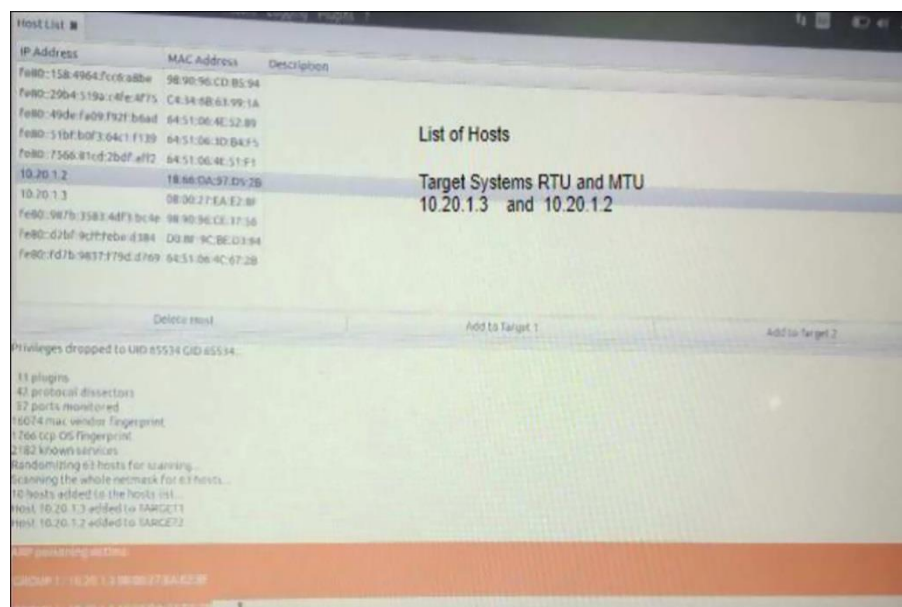 Logging Plugins ?
Host List
IP Address MAC Address Description
fe80::158:4964:fcc6:a8be 98:90:96:CD:B5:94
fe80::29b4:519a:c4fe:4f75 C4:34:6B:63:99:1A
fe80::49de:fa09:f92f:b6ad 64:51:06:4E:52:89
fe80::51bf:b0f3:64c1:f139 64:51:06:3D:B4:F5
fe80::7566:81cd:2bdf:aff2 64:51:06:4E:51:F1
10.20.1.2 18:66:DA:97:D5:2B
10.20.1.3 08:00:27:EA:E2:8F
fe80::987b:3583:4df3:bc4e 98:90:96:CE:37:56
fe80::d2bf:9cff:febe:d384 D0:BF:9C:BE:D3:84
fe80::fd7b:9837:f79d:d769 64:51:06:4C:67:2B
List of Hosts
Target Systems RTU and MTU
10.20.1.3 and 10.20.1.2
Delete Host Add to Target 1 Add to Target 2
Privileges dropped to UID 65534 GID 65534...
33 plugins
42 protocol dissectors
57 ports monitored
16074 mac vendor fingerprint
1766 tcp OS fingerprint
2182 known services
Randomizing 63 hosts for scanning...
Scanning the whole netmask for 63 hosts...
10 hosts added to the hosts list...
Host 10.20.1.3 added to TARGET1
Host 10.20.1.2 added to TARGET2
ARP poisoning victims:
GROUP 1 : 10.20.1.3 08:00:27:EA:E2:8F